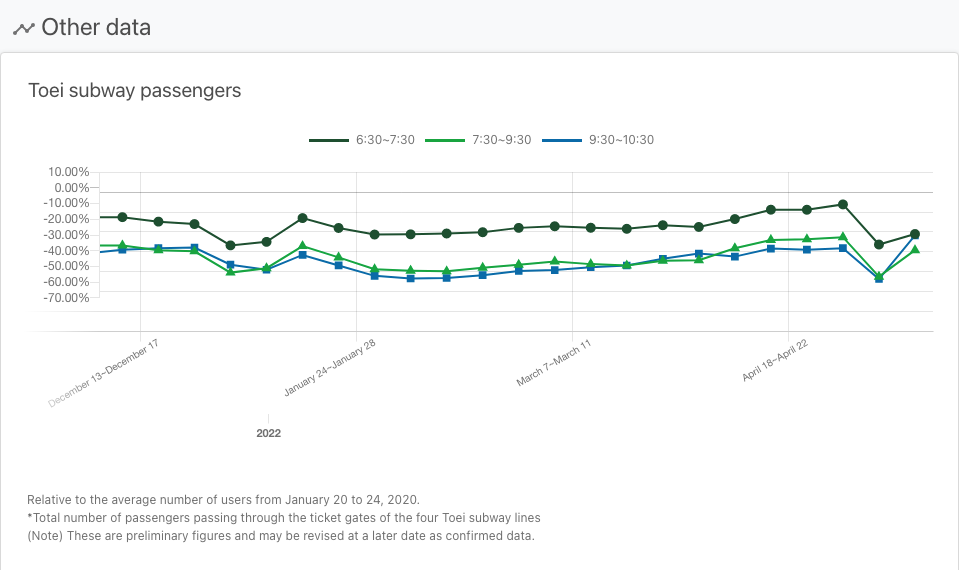 Other data
Toei subway passengers
6:30~7:30 7:30~9:30 9:30~10:30
10.00%
0.00%
-10.00%
-20.00%
-30.00%
-40.00%
-50.00%
-60.00%
-70.00%
December 13~December 17
January 24~January 28
March 7~March 11
April 18~April 22
2022
Relative to the average number of users from January 20 to 24, 2020.
*Total number of passengers passing through the ticket gates of the four Toei subway lines
(Note) These are preliminary figures and may be revised at a later date as confirmed data.